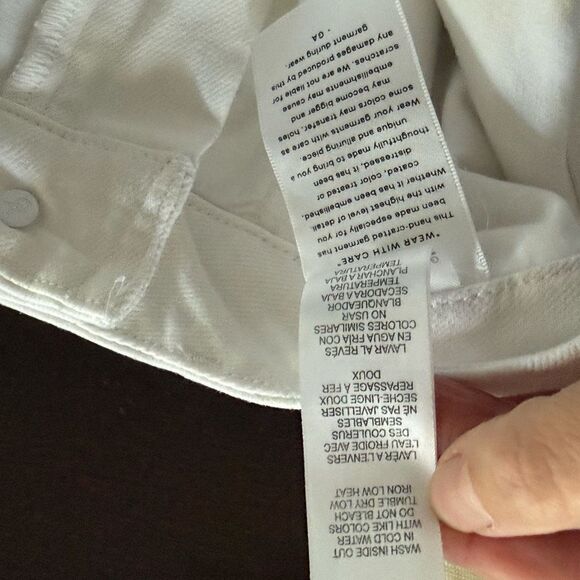 WASH INSIDE OUT
IN COLD WATER
WITH LIKE COLORS
DO NOT BLEACH
TUMBLE DRY LOW
IRON LOW HEAT
LAVÉR A L'ENVERS
L'EAU FROIDE AVEC
DES COULERUS
SEMBLABLES
NÉ PAS JAVELLISER
SÉCHE-LINGE DOUX
REPASSAGE À FER
DOUX
LAVAR AL REVÉS
EN AGUA FRIA CON
COLORES SIMILARES
NO USAR
BLANQUEADOR
SECADORA A BAJA
TEMPERATURA
PLANCHAR A BAJA
TEMPERATURA
"WEAR WITH CARE"
This hand-crafted garment has
been made especially for you
with the highest level of detail.
Whether it has been embellished,
coated, color treated or
distressed, it has been
thoughtfully made to bring you a
unique and alluring piece.
Wear your garments with care as
some colors may transfer, holes
may become bigger and
embellishments may cause
scratches. We are not liable for
any damages produced by this
garment during wear.
- GA